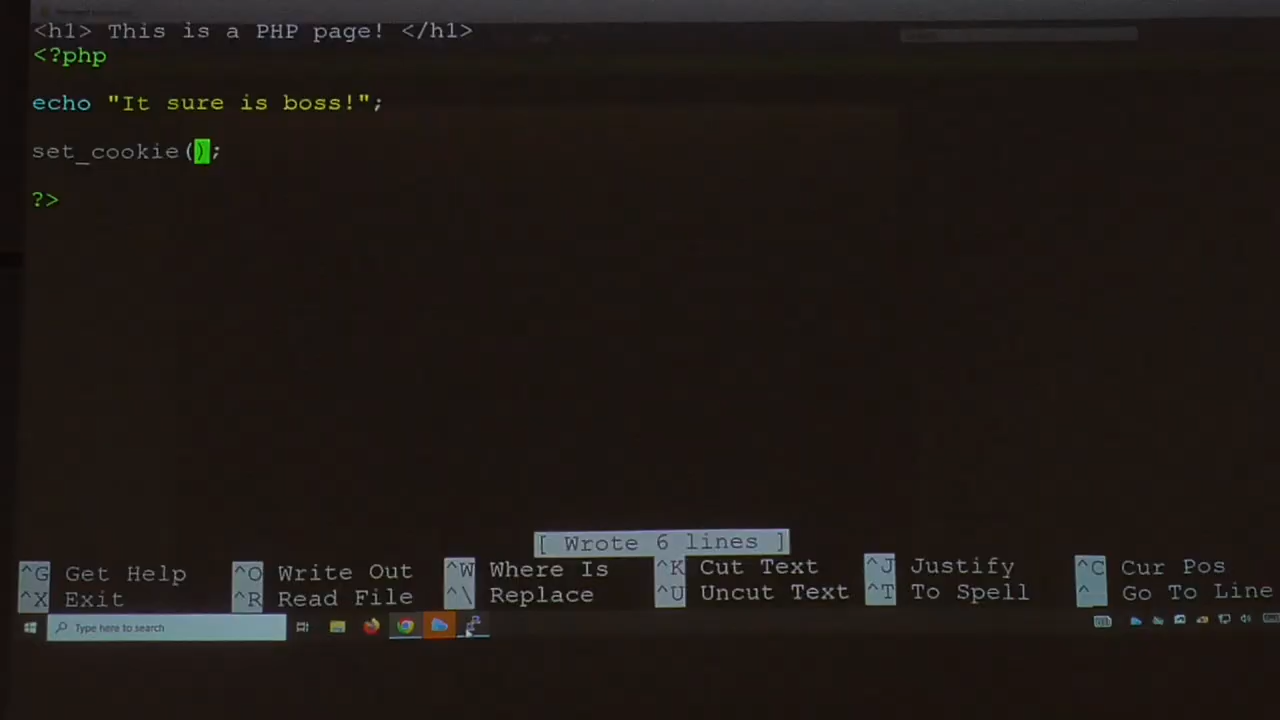 <h1> This is a PHP page! </h1>
<?php
echo "It sure is boss!";
set_cookie();
?>
[ Wrote 6 lines ]
^G Get Help ^O Write Out ^W Where Is ^K Cut Text ^J Justify ^C Cur Pos
^X Exit ^R Read File ^\ Replace ^U Uncut Text ^T To Spell ^_ Go To Line
Type here to search